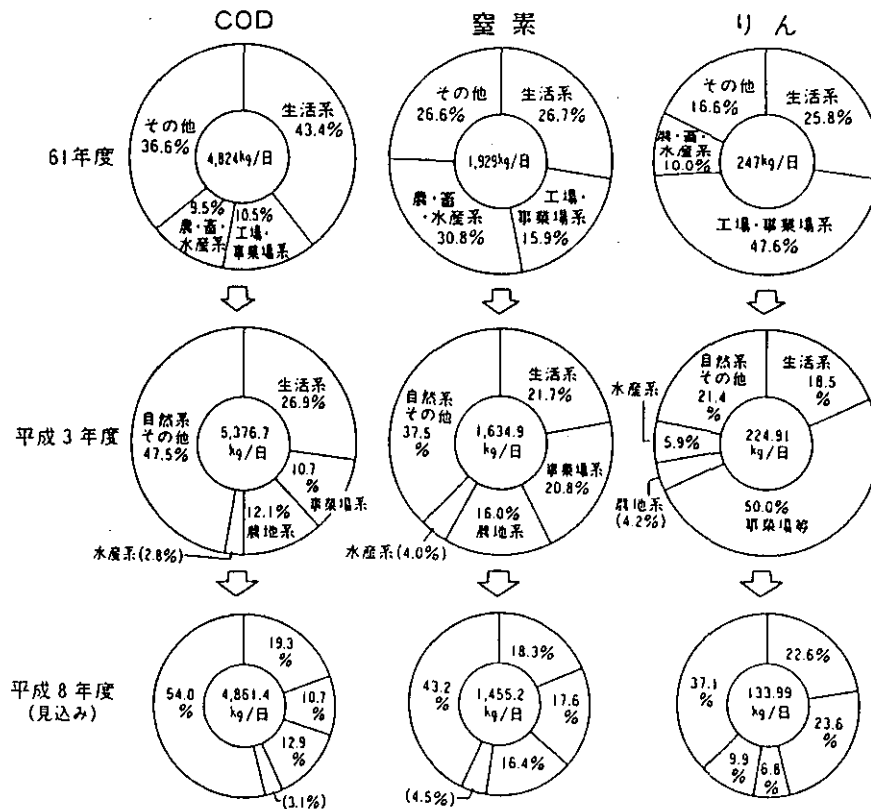 COD
窒素
りん
61年度
その他
36.6%
生活系
43.4%
4,824kg/日
9.5%
農・畜・
水産系
10.5%
工場・
事業場系
その他
26.6%
生活系
26.7%
1,929kg/日
農・畜
・水産系
30.8%
工場・
事業場系
15.9%
その他
16.6%
生活系
25.8%
農・畜・
水産系
10.0%
247kg/日
工場・事業場系
47.6%
平成3年度
自然系
その他
47.5%
生活系
26.9%
5,376.7
kg/日
10.7
%
事業場系
12.1%
農地系
水産系(2.8%)
自然系
その他
37.5
%
生活系
21.7%
1,634.9
kg/日
事業場系
20.8%
16.0%
農地系
水産系(4.0%)
自然系
その他
21.4
%
生活系
18.5
%
水産系
5.9%
224.91
kg/日
農地系
(4.2%)
50.0%
事業場等
平成8年度
(見込み)
54.0
%
19.3
%
4,861.4
kg/日
10.7
%
12.9
%
(3.1%)
43.2
%
18.3%
1,455.2
kg/日
17.6
%
16.4%
(4.5%)
37.1
%
22.6%
133.99
kg/日
23.6
%
9.9
%
6.8
%